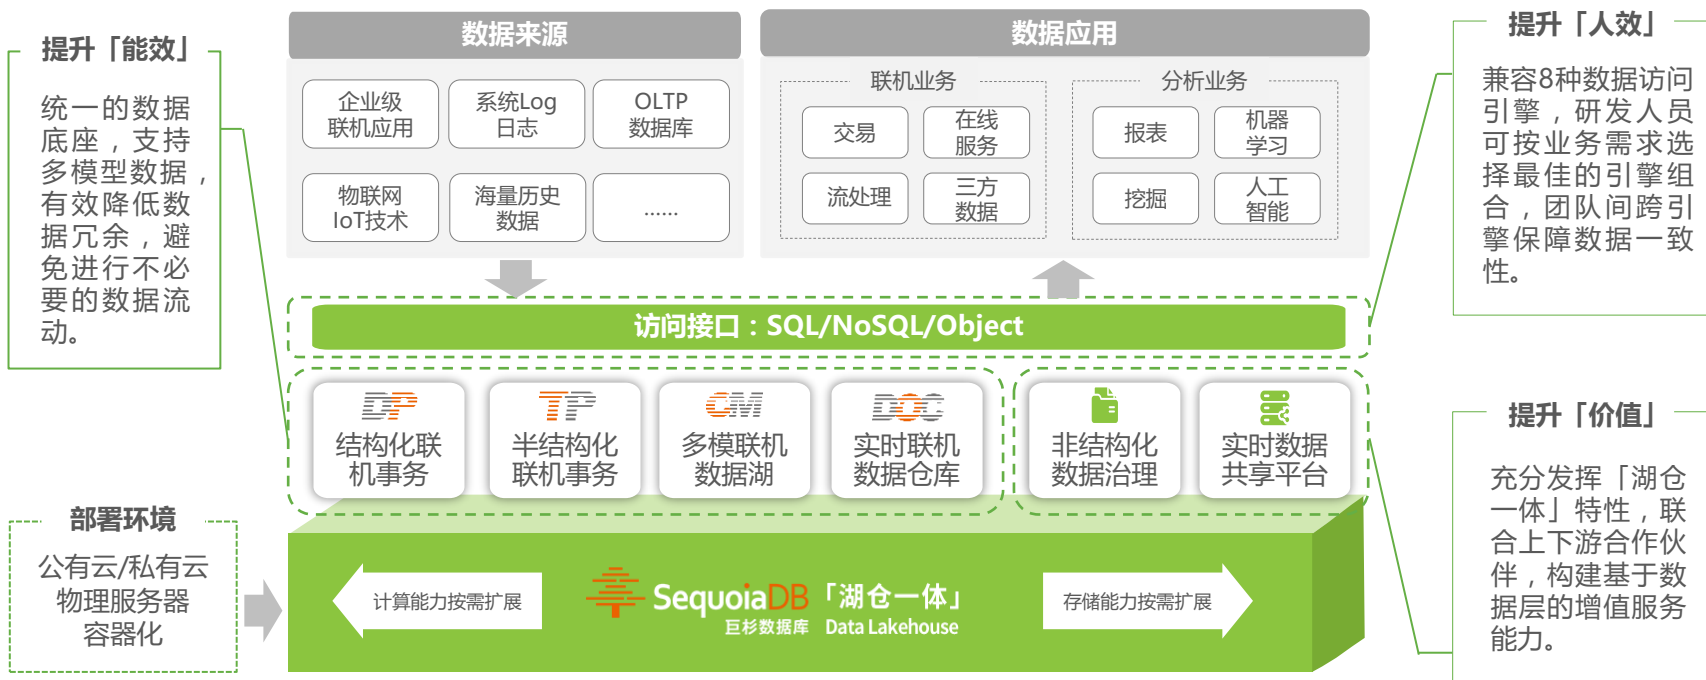 提升「能效」
统一的数据
底座，支持
多模型数据，
有效降低数
据冗余，避
免进行不必
要的数据流
动。
数据来源
企业级
联机应用
系统Log
日志
OLTP
数据库
物联网
IoT技术
海量历史
数据
……
数据应用
联机业务
交易
在线
服务
流处理
三方
数据
分析业务
报表
机器
学习
挖掘
人工
智能
提升「人效」
兼容8种数据访问
引擎，研发人员
可按业务需求选
择最佳的引擎组
合，团队间跨引
擎保障数据一致
性。
访问接口：SQL/NoSQL/Object
DP
结构化联
机事务
TP
半结构化
联机事务
CM
多模联机
数据湖
DOC
实时联机
数据仓库
非结构化
数据治理
实时数据
共享平台
提升「价值」
充分发挥「湖仓
一体」特性，联
合上下游合作伙
伴，构建基于数
据层的增值服务
能力。
部署环境
公有云/私有云
物理服务器
容器化
计算能力按需扩展
SequoiaDB「湖仓一体」
巨杉数据库 Data Lakehouse
存储能力按需扩展